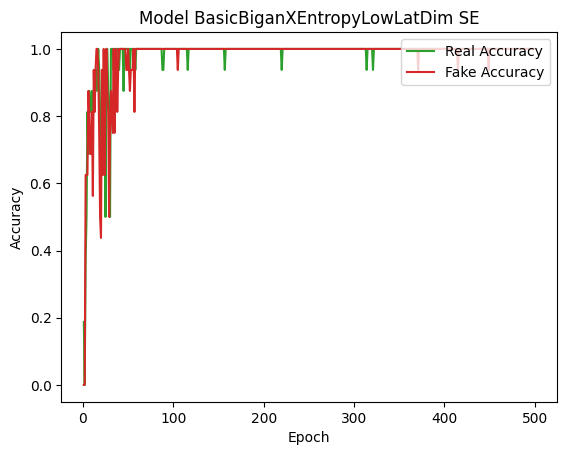 Model BasicBiganXEntropyLowLatDim SE
Real Accuracy
Fake Accuracy
Accuracy
1.0
0.8
0.6
0.4
0.2
0.0
0 100 200 300 400 500
Epoch